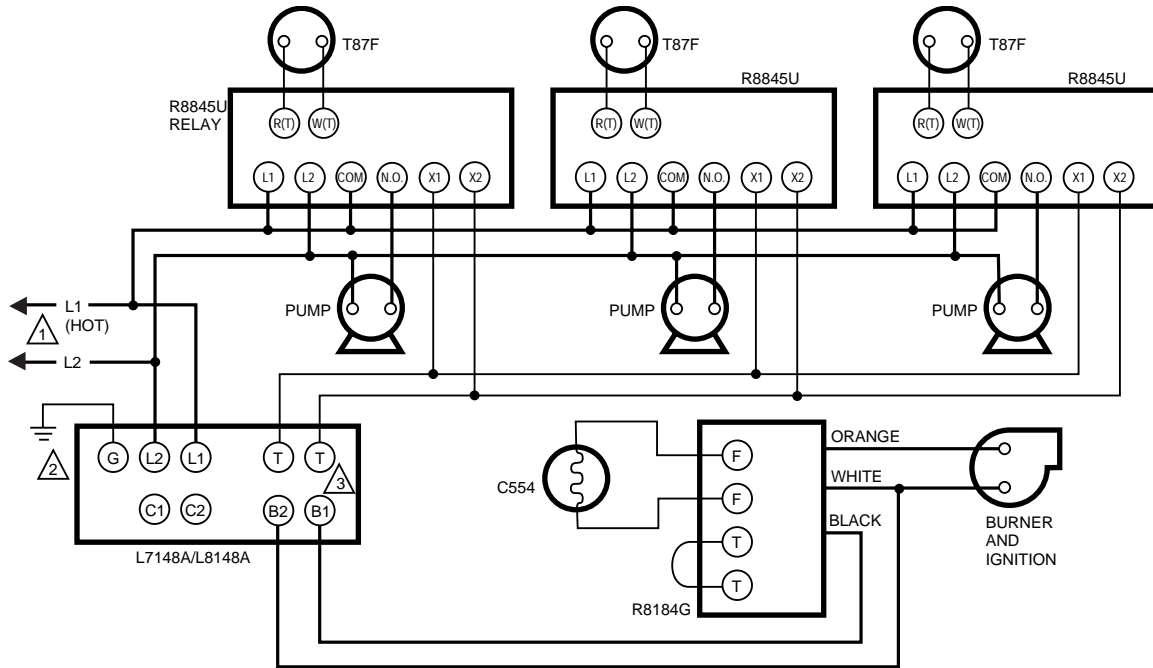 T87F
T87F
T87F
R8845U
RELAY
R8845U
R8845U
R(T) W(T)
R(T) W(T)
R(T) W(T)
L1 L2 COM N.O. X1 X2
L1 L2 COM N.O. X1 X2
L1 L2 COM N.O. X1 X2
PUMP
PUMP
PUMP
L1
(HOT)
1
L2
2
G L2 L1 T T
3
C1 C2 B2 B1
L7148A/L8148A
C554
F
F
T
T
R8184G
ORANGE
WHITE
BLACK
BURNER
AND
IGNITION